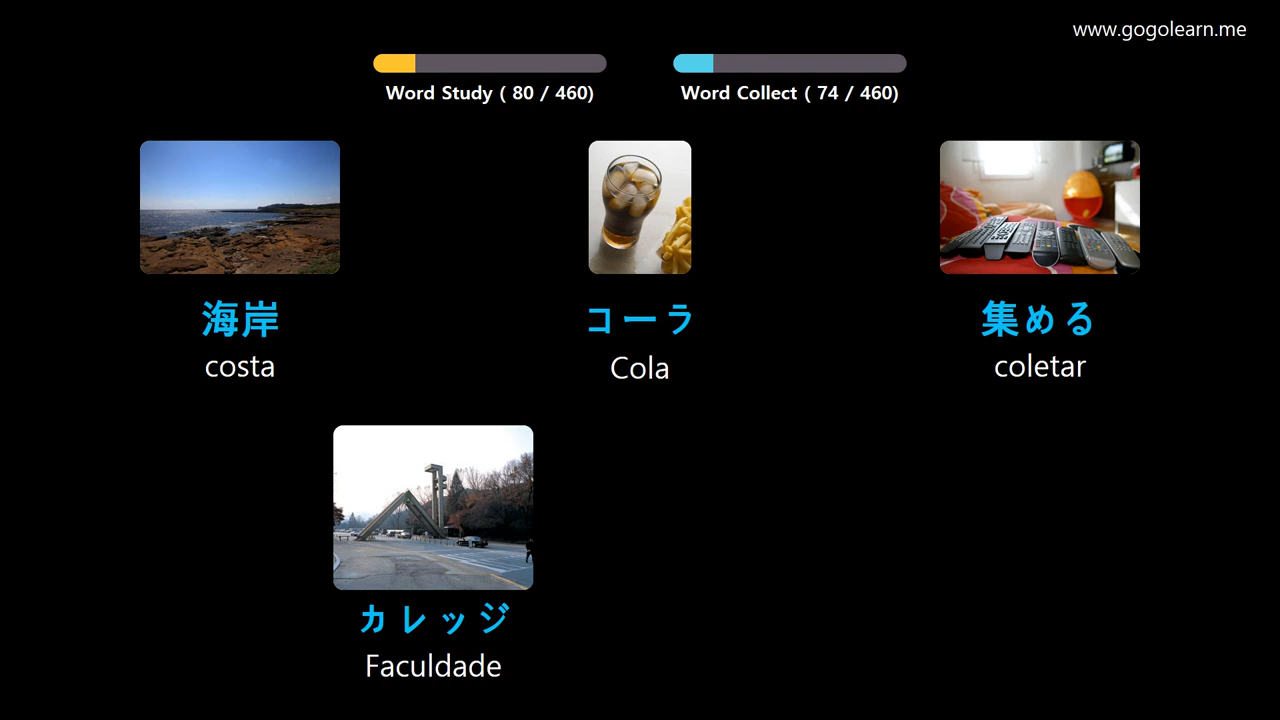 www.gogolearn.me
Word Study ( 80 / 460)
Word Collect ( 74 / 460)
海岸
costa
コーラ
Cola
集める
coletar
カレッジ
Faculdade